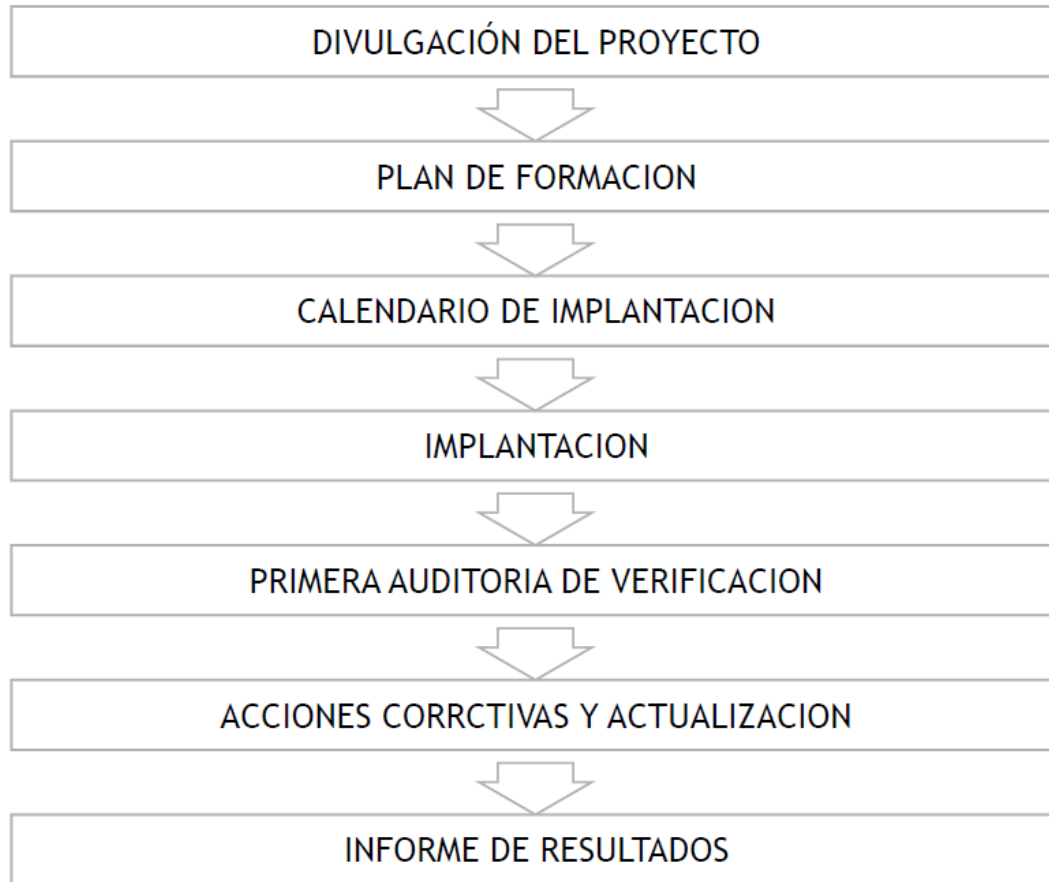 DIVULGACIÓN DEL PROYECTO
PLAN DE FORMACION
CALENDARIO DE IMPLANTACION
IMPLANTACION
PRIMERA AUDITORIA DE VERIFICACION
ACCIONES CORRCTIVAS Y ACTUALIZACION
INFORME DE RESULTADOS